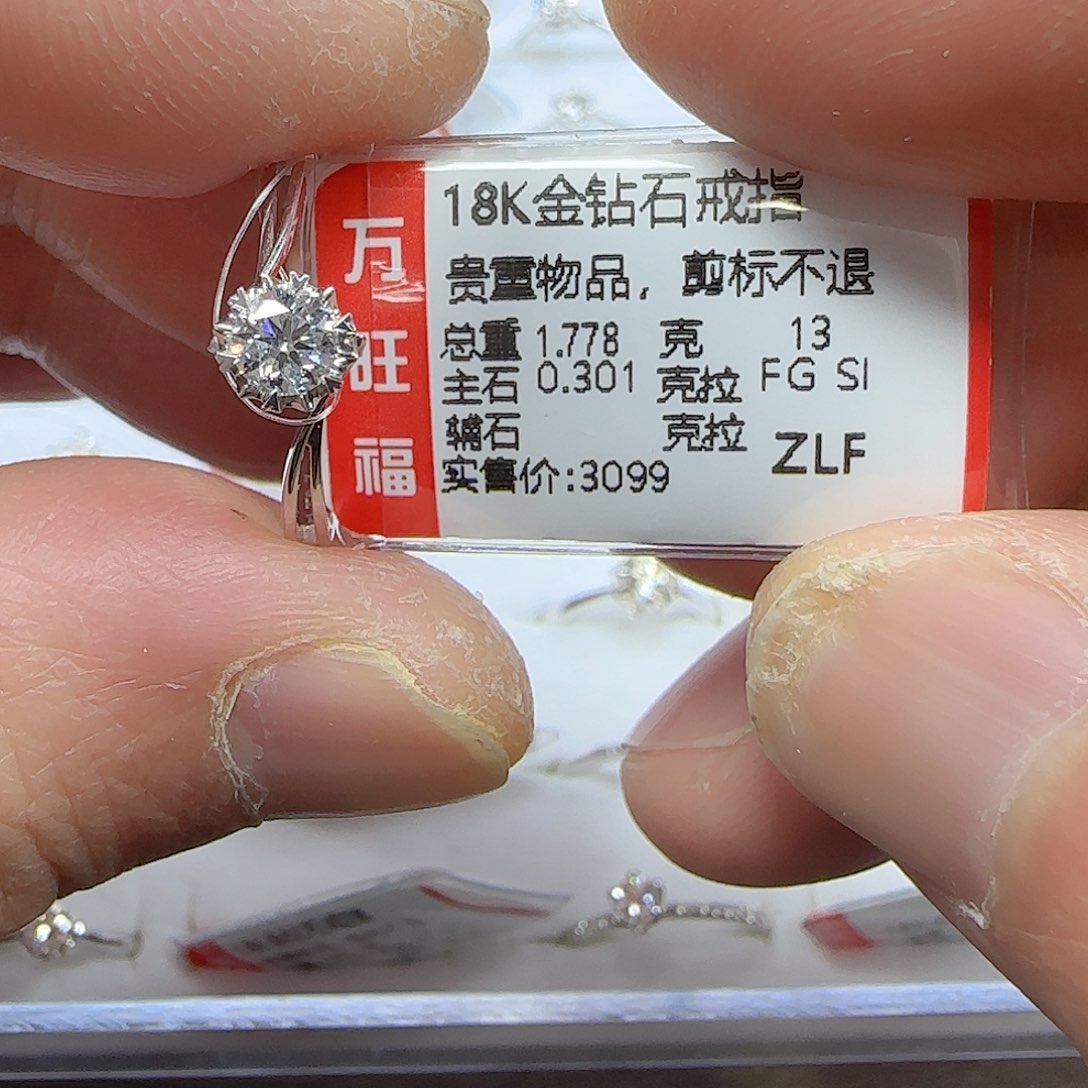 万旺福
18K金钻石戒指
贵重物品，剪标不退
总重 1.778 克 13
主石 0.301 克拉 FG SI
辅石 克拉 ZLF
实售价:3099